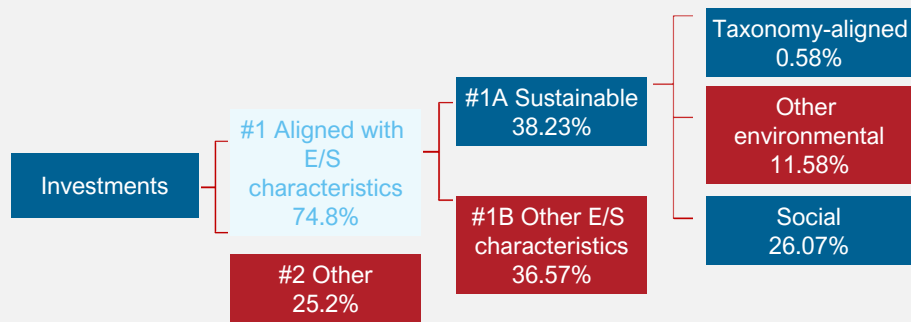 Investments
#1 Aligned with
E/S
characteristics
74.8%
#2 Other
25.2%
#1A Sustainable
38.23%
#1B Other E/S
characteristics
36.57%
Taxonomy-aligned
0.58%
Other
environmental
11.58%
Social
26.07%